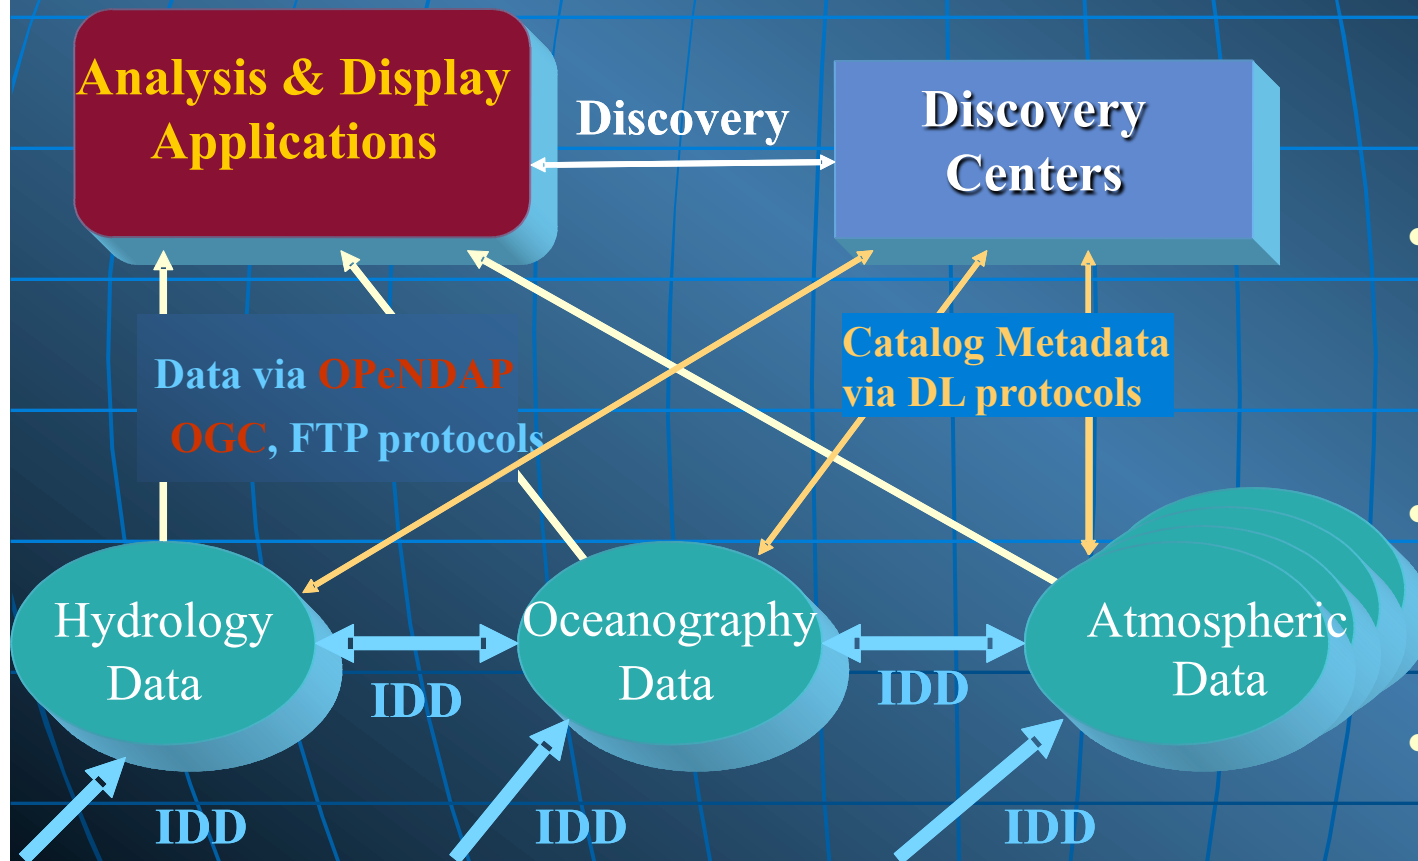 Analysis & Display
Applications
Discovery
Discovery
Centers
Data via OPeNDAP
OGC, FTP protocols
Catalog Metadata
via DL protocols
Hydrology
Data
Oceanography
Data
Atmospheric
Data
IDD
IDD
IDD
IDD
IDD